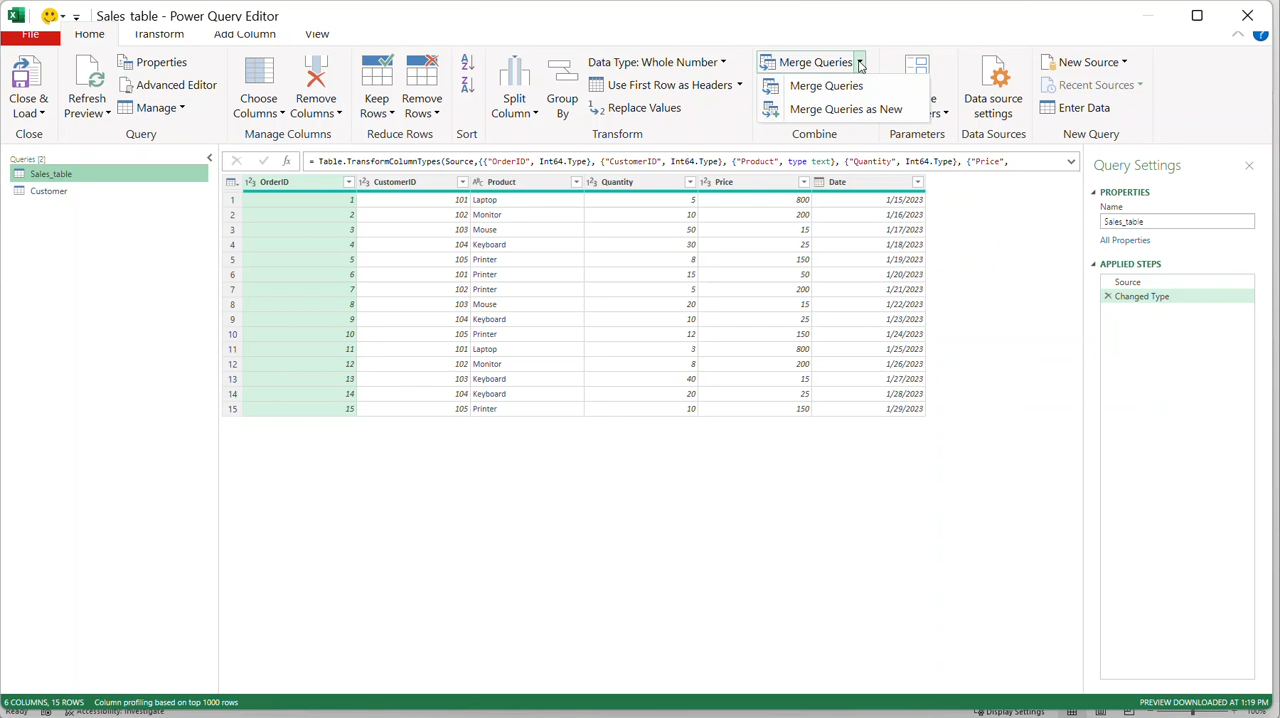 Sales_table - Power Query Editor
File Home Transform Add Column View
Close & Load
Close
Refresh Preview
Properties
Advanced Editor
Manage
Query
Choose Columns
Remove Columns
Manage Columns
Keep Rows
Remove Rows
Reduce Rows
Sort
Split Column
Group By
Data Type: Whole Number
Use First Row as Headers
Replace Values
Transform
Merge Queries
Merge Queries
Merge Queries as New
Combine
Parameters
Data source settings
Data Sources
New Source
Recent Sources
Enter Data
New Query
Queries [2]
Sales_table
Customer
fx = Table.TransformColumnTypes(Source,{{"OrderID", Int64.Type}, {"CustomerID", Int64.Type}, {"Product", type text}, {"Quantity", Int64.Type}, {"Price",
OrderID CustomerID Product Quantity Price Date
1 1 101 Laptop 5 800 1/15/2023
2 2 102 Monitor 10 200 1/16/2023
3 3 103 Mouse 50 15 1/17/2023
4 4 104 Keyboard 30 25 1/18/2023
5 5 105 Printer 8 150 1/19/2023
6 6 101 Printer 15 50 1/20/2023
7 7 102 Printer 5 200 1/21/2023
8 8 103 Mouse 20 15 1/22/2023
9 9 104 Keyboard 10 25 1/23/2023
10 10 105 Printer 12 150 1/24/2023
11 11 101 Laptop 3 800 1/25/2023
12 12 102 Monitor 8 200 1/26/2023
13 13 103 Keyboard 40 15 1/27/2023
14 14 104 Keyboard 20 25 1/28/2023
15 15 105 Printer 10 150 1/29/2023
Query Settings
PROPERTIES
Name
Sales_table
All Properties
APPLIED STEPS
Source
Changed Type
6 COLUMNS, 15 ROWS Column profiling based on top 1000 rows
PREVIEW DOWNLOADED AT 1:19 PM
Ready Accessibility: Investigate Display Settings 100%